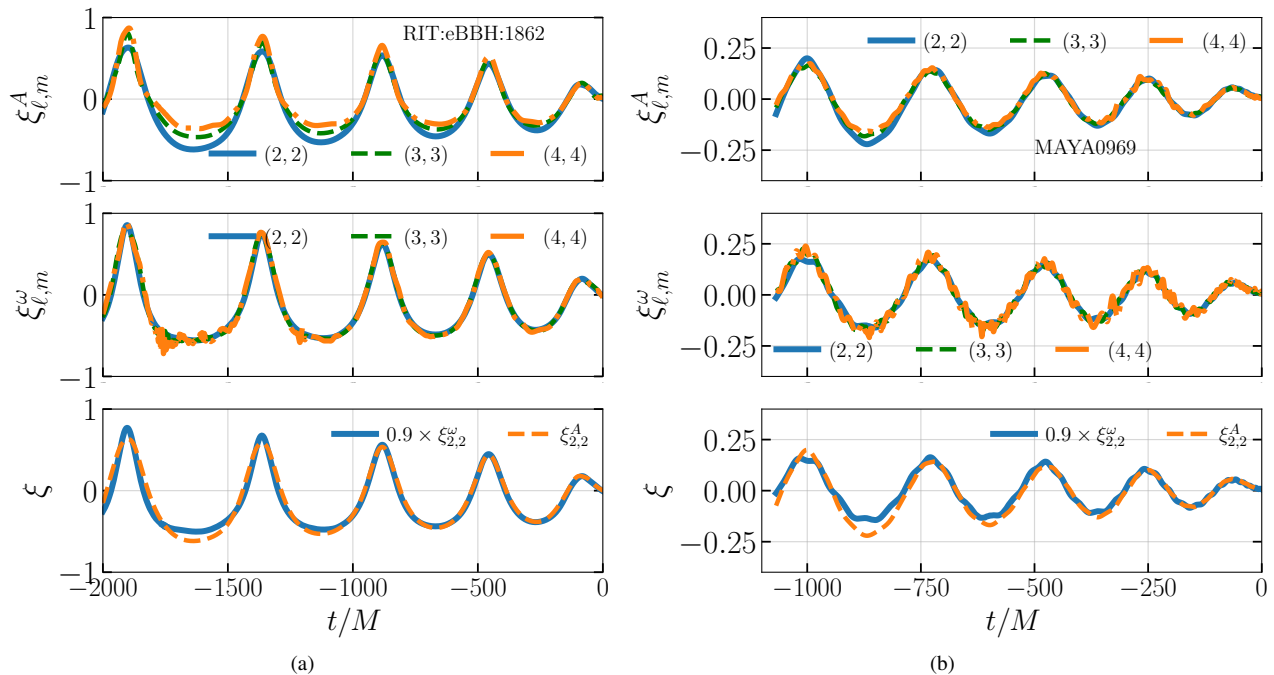 1
0
−1
ξ^A_{ℓ,m}
RIT:eBBH:1862
(2, 2) (3, 3) (4, 4)
1
0
−1
ξ^ω_{ℓ,m}
(2, 2) (3, 3) (4, 4)
1
0
−1
ξ
0.9 × ξ^ω_{2,2} ξ^A_{2,2}
−2000 −1500 −1000 −500 0
t/M
(a)
0.25
0.00
−0.25
ξ^A_{ℓ,m}
(2, 2) (3, 3) (4, 4)
MAYA0969
0.25
0.00
−0.25
ξ^ω_{ℓ,m}
(2, 2) (3, 3) (4, 4)
0.25
0.00
−0.25
ξ
0.9 × ξ^ω_{2,2} ξ^A_{2,2}
−1000 −750 −500 −250 0
t/M
(b)